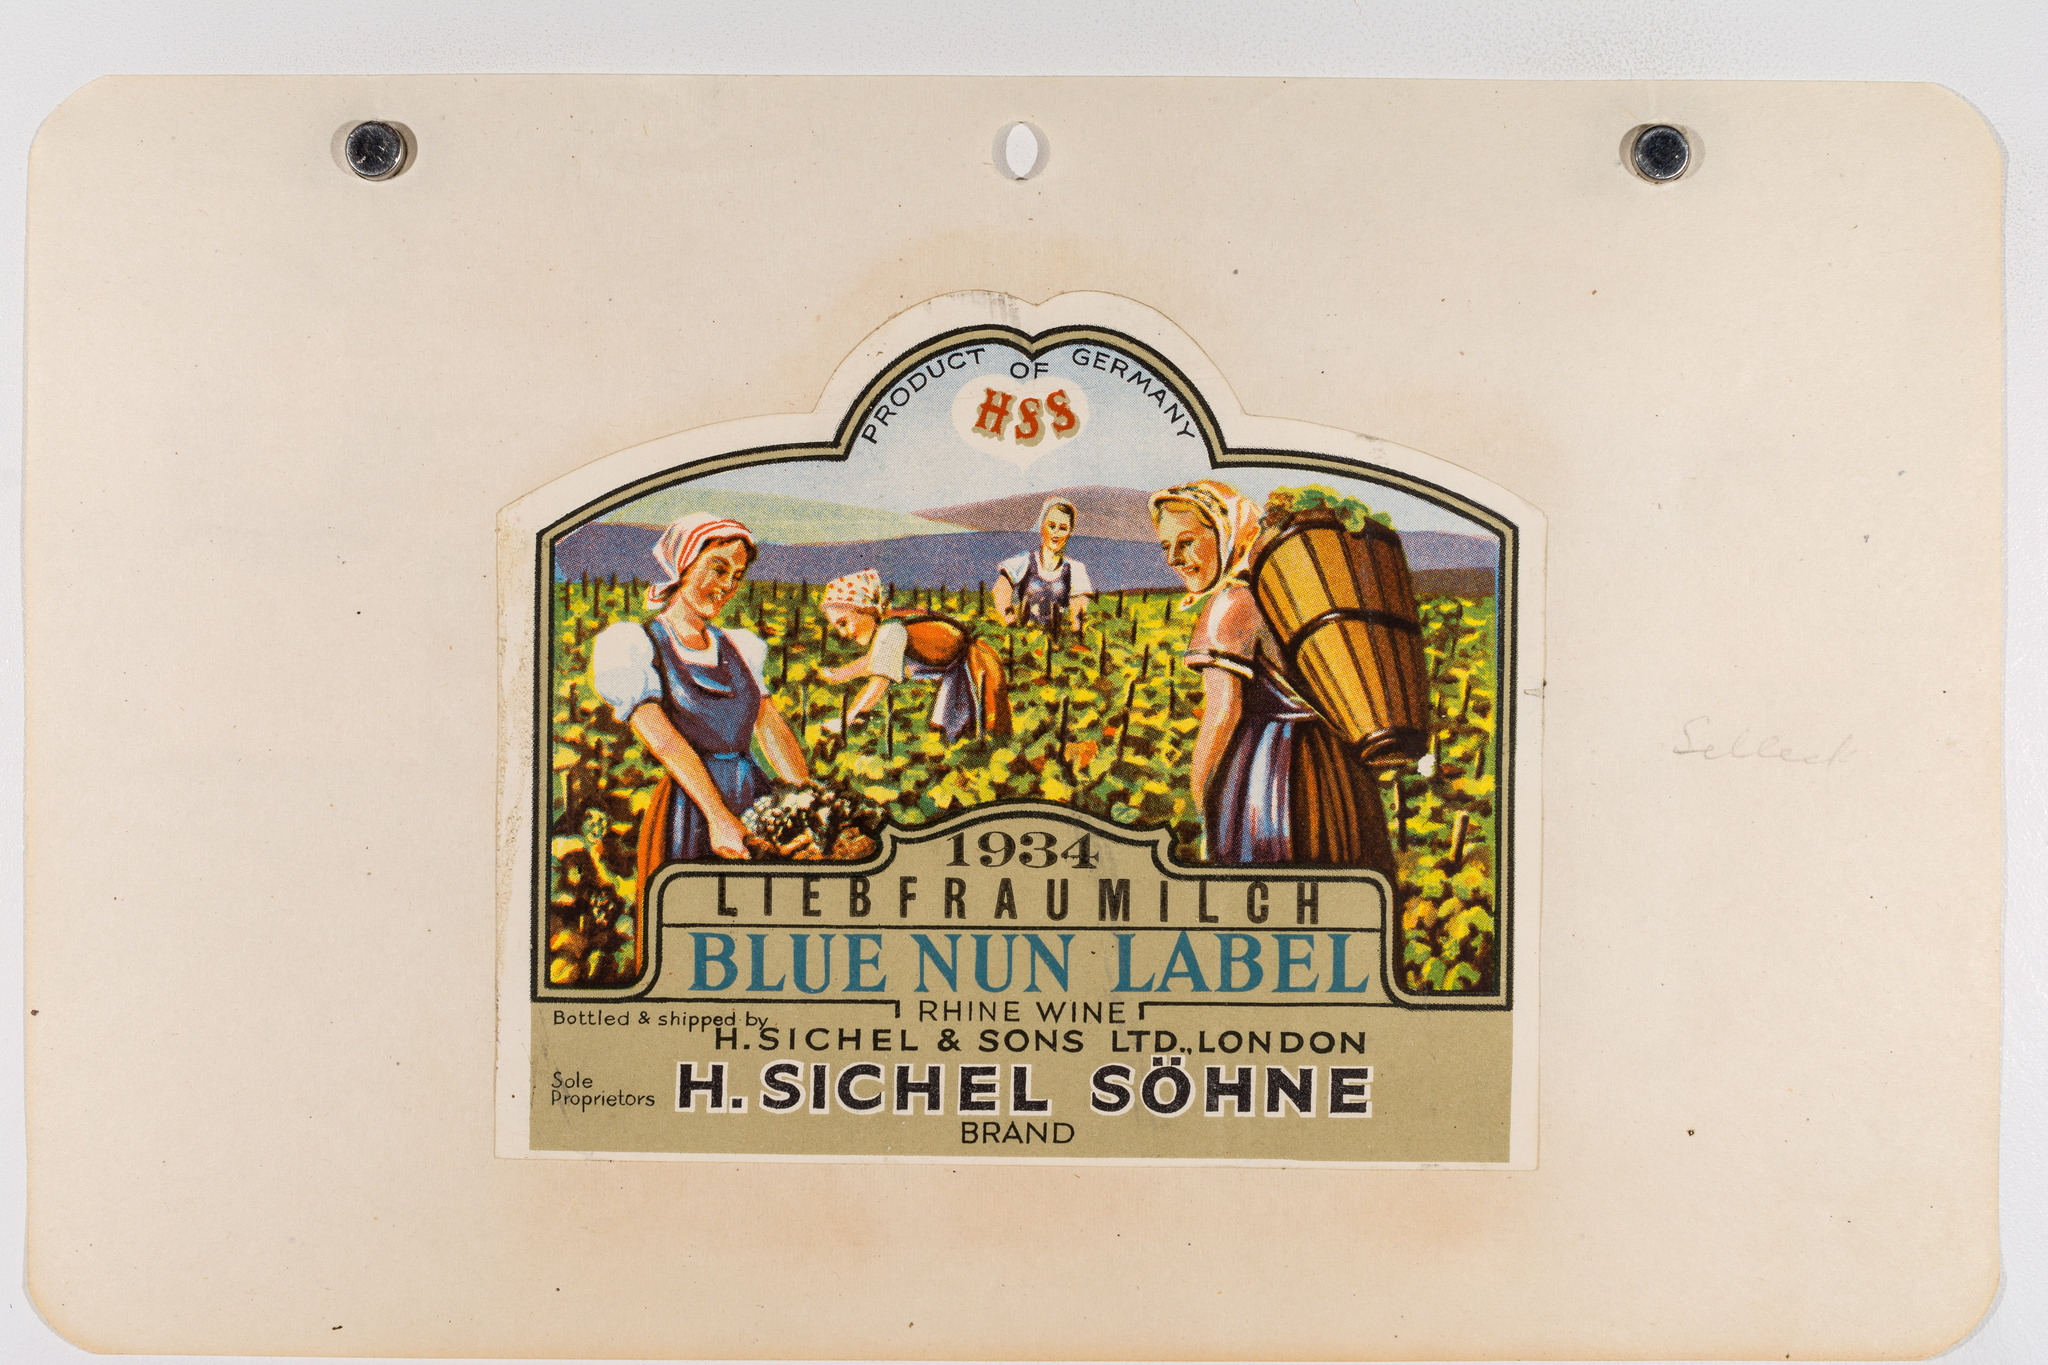 PRODUCT OF GERMANY
HSS
1934
LIEBFRAUMILCH
BLUE NUN LABEL
RHINE WINE
Bottled & shipped by
H. SICHEL & SONS LTD., LONDON
Sole
Proprietors
H. SICHEL SÖHNE
BRAND